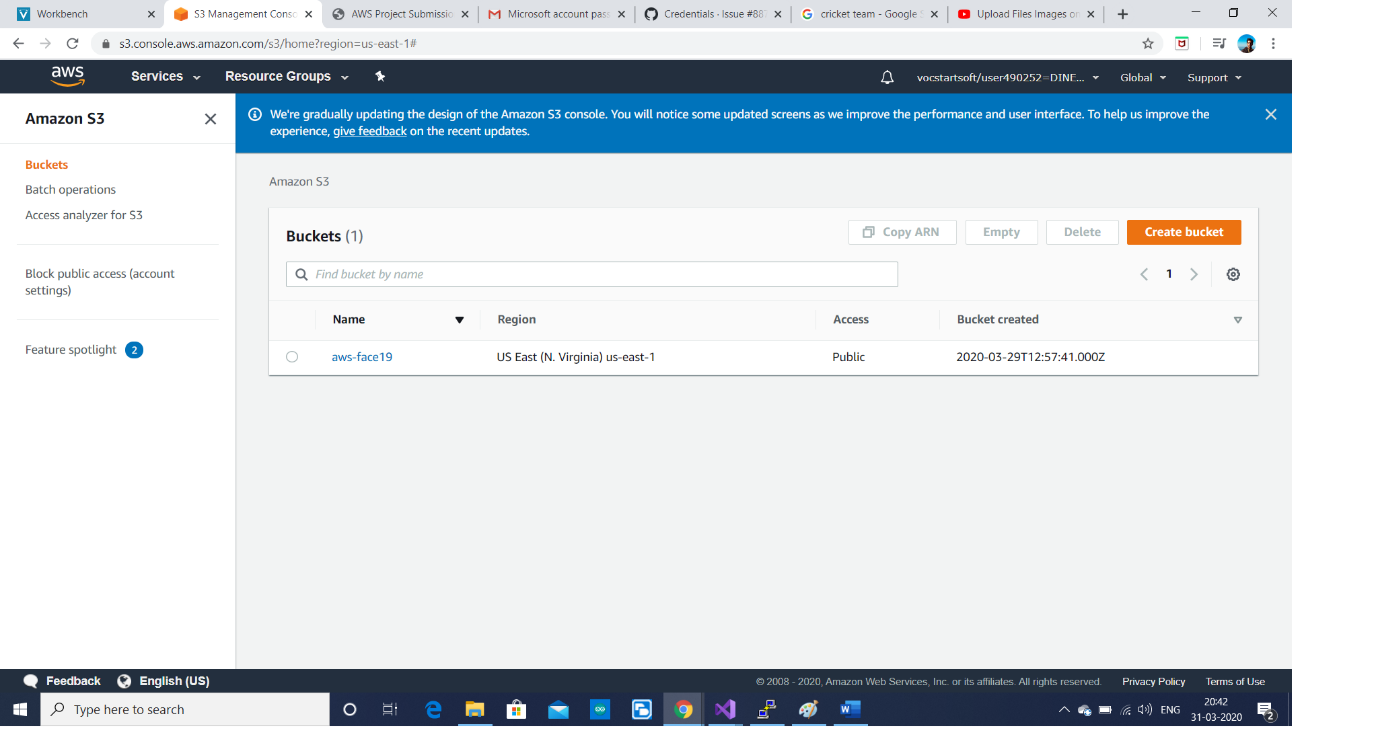 Workbench
S3 Management Conso
AWS Project Submissio
Microsoft account pass
Credentials · Issue #887
cricket team - Google S
Upload Files Images on
s3.console.aws.amazon.com/s3/home?region=us-east-1#
aws
Services
Resource Groups
vocstartsoft/user490252=DINE...
Global
Support
Amazon S3
We're gradually updating the design of the Amazon S3 console. You will notice some updated screens as we improve the performance and user interface. To help us improve the
experience, give feedback on the recent updates.
Buckets
Batch operations
Access analyzer for S3
Block public access (account
settings)
Feature spotlight 2
Amazon S3
Buckets (1)
Copy ARN
Empty
Delete
Create bucket
Find bucket by name
1
Name Region Access Bucket created
aws-face19 US East (N. Virginia) us-east-1 Public 2020-03-29T12:57:41.000Z
Feedback
English (US)
© 2008 - 2020, Amazon Web Services, Inc. or its affiliates. All rights reserved.
Privacy Policy
Terms of Use
Type here to search
ENG
20:42
31-03-2020
2